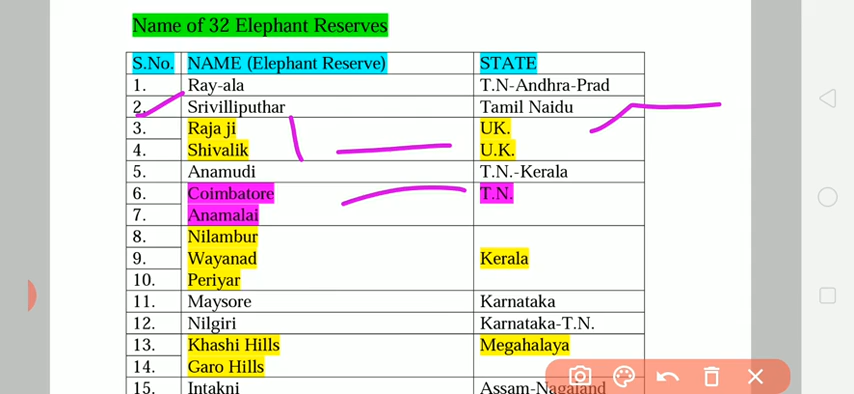 Name of 32 Elephant Reserves
S.No. NAME (Elephant Reserve) STATE
1. Ray-ala T.N-Andhra-Prad
2. Srivilliputhar Tamil Naidu
3. Raja ji UK.
4. Shivalik U.K.
5. Anamudi T.N.-Kerala
6. Coimbatore T.N.
7. Anamalai
8. Nilambur
9. Wayanad Kerala
10. Periyar
11. Maysore Karnataka
12. Nilgiri Karnataka-T.N.
13. Khashi Hills Megahalaya
14. Garo Hills
15. Intakni Assam-Nagaland